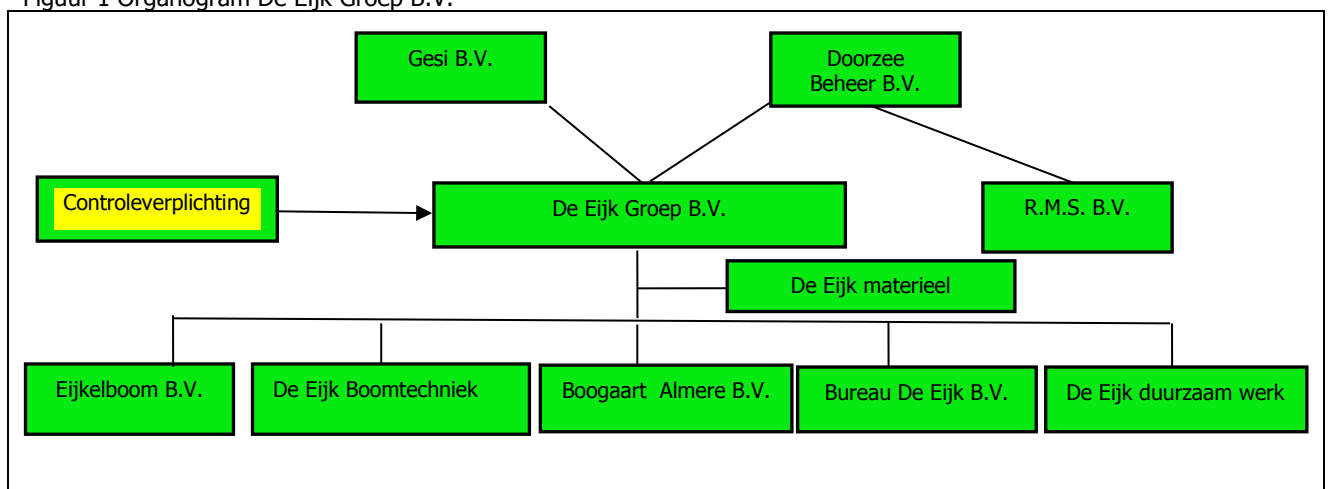 Figuur 1 Organogram De Eijk Groep B.V.
Gesi B.V.
Doorzee
Beheer B.V.
Controleverplichting
De Eijk Groep B.V.
R.M.S. B.V.
De Eijk materieel
Eijkelboom B.V.
De Eijk Boomtechniek
Boogaart Almere B.V.
Bureau De Eijk B.V.
De Eijk duurzaam werk